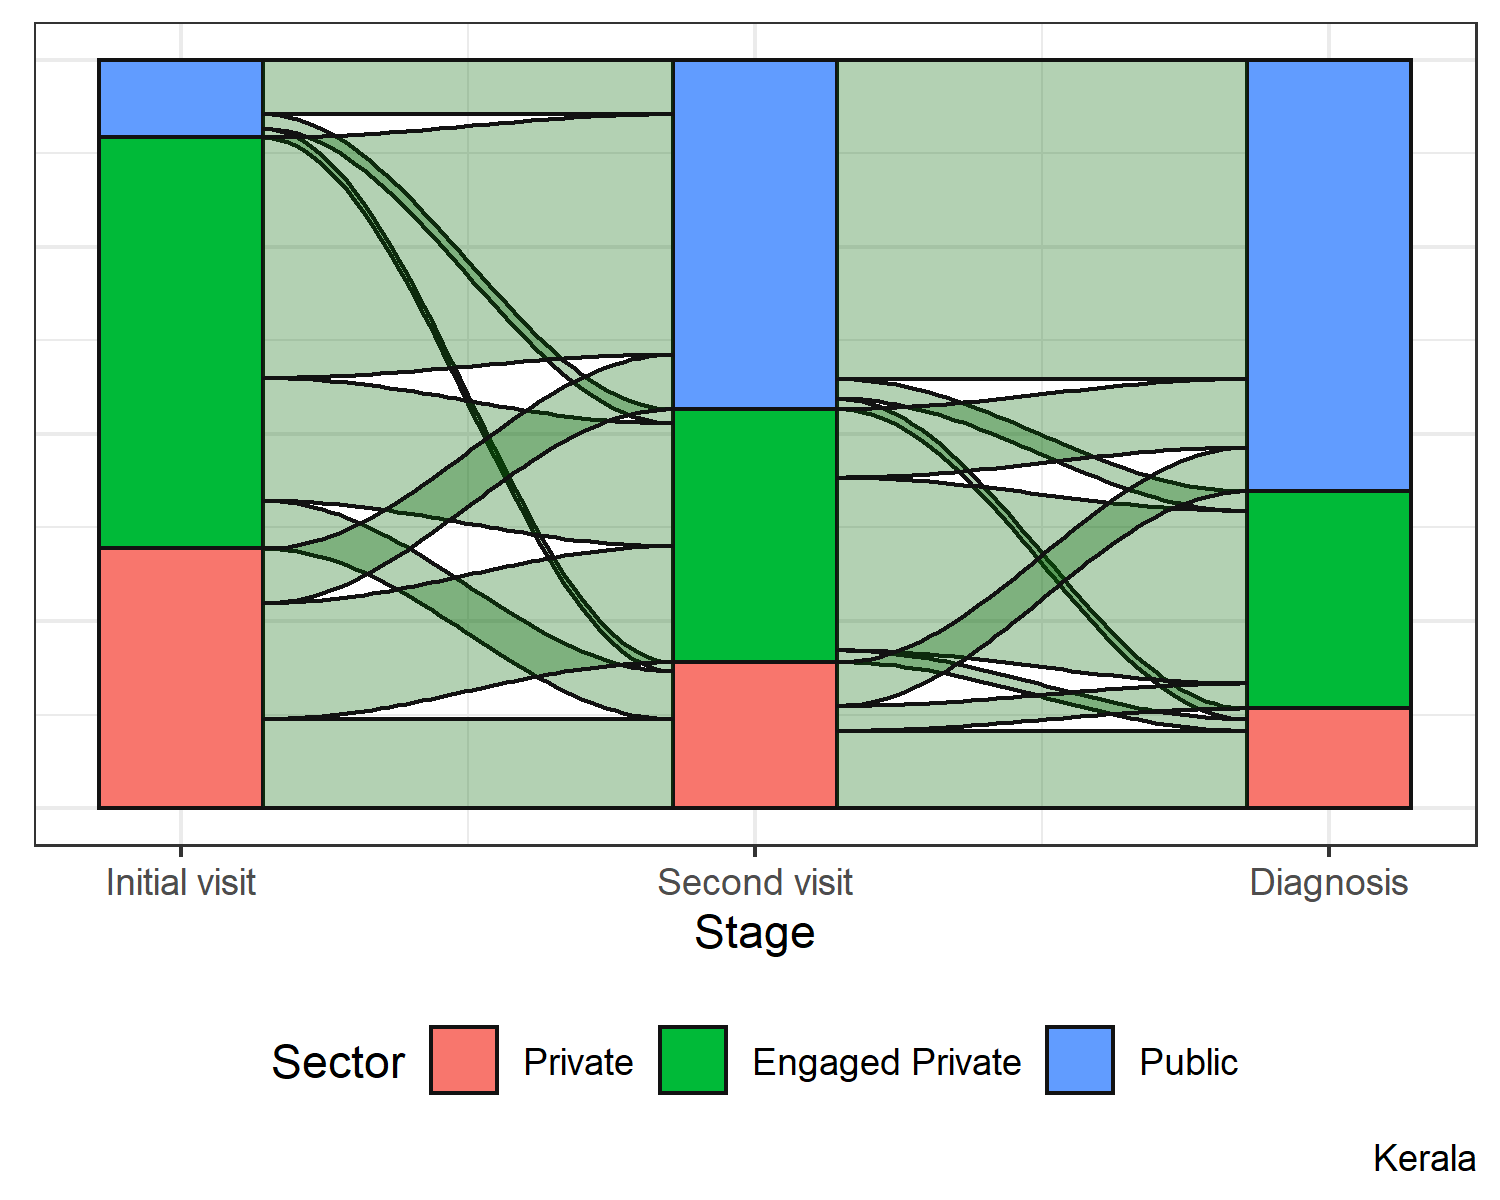 Initial visit Second visit Diagnosis
Stage
Sector Private Engaged Private Public
Kerala